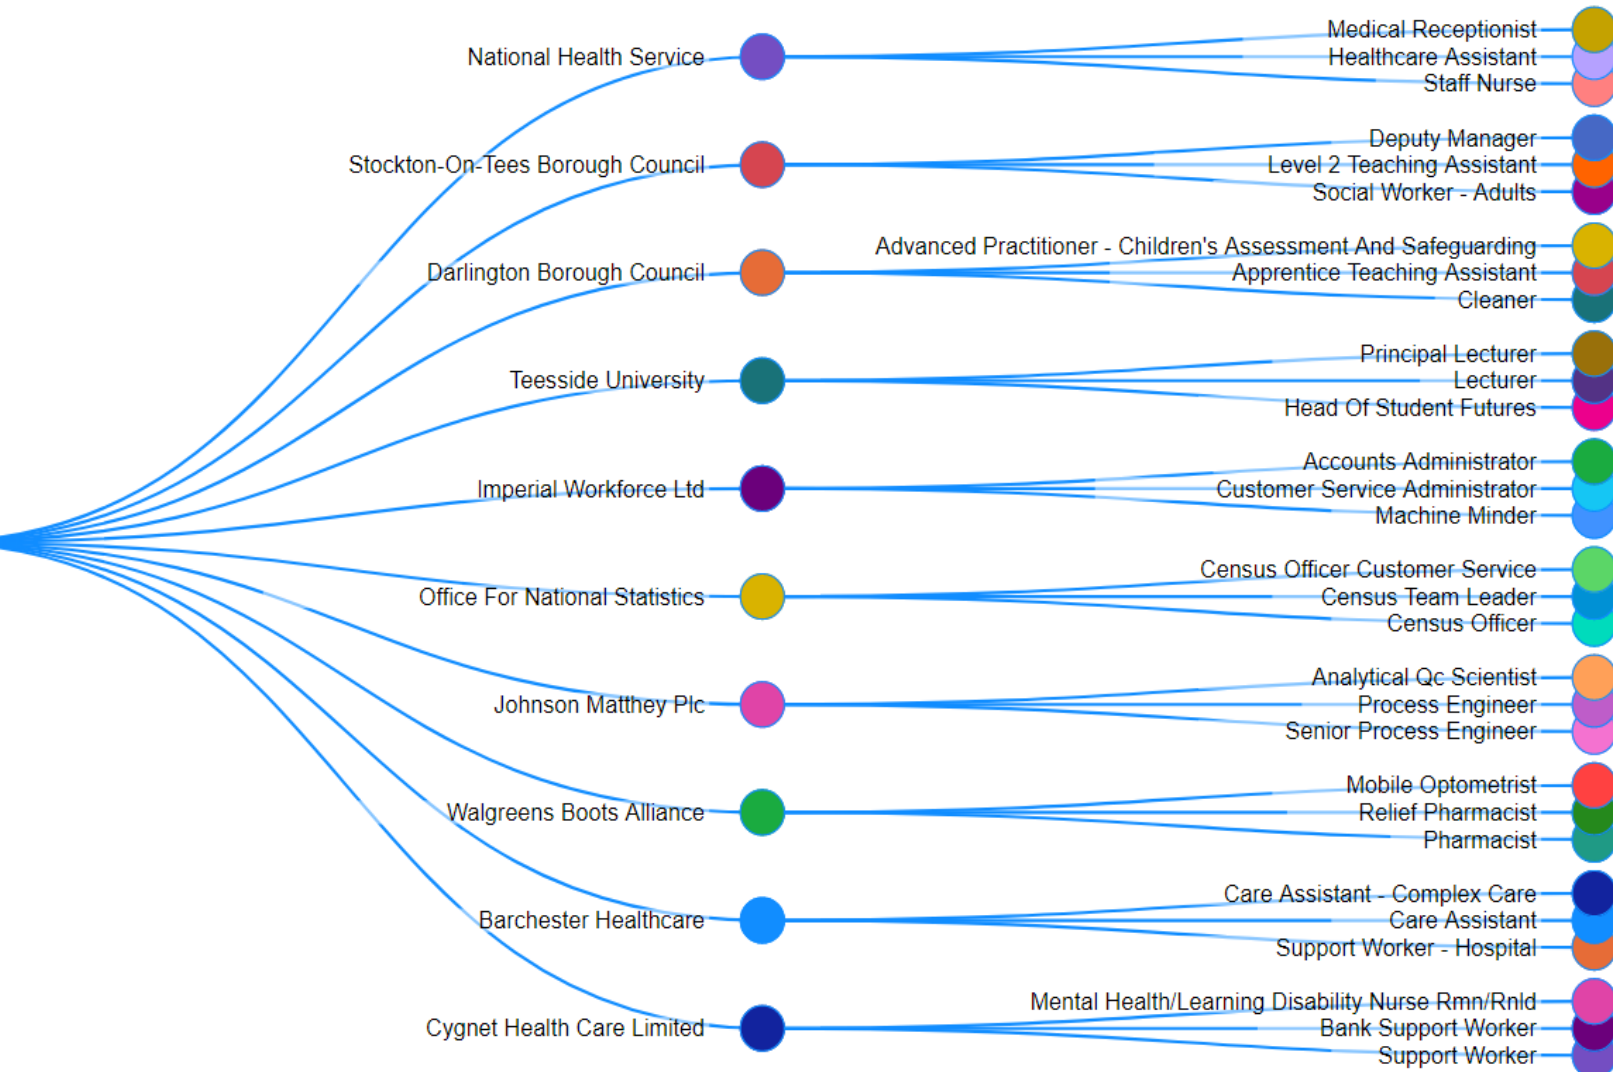 National Health Service
Medical Receptionist
Healthcare Assistant
Staff Nurse
Stockton-On-Tees Borough Council
Deputy Manager
Level 2 Teaching Assistant
Social Worker - Adults
Darlington Borough Council
Advanced Practitioner - Children's Assessment And Safeguarding
Apprentice Teaching Assistant
Cleaner
Teesside University
Principal Lecturer
Lecturer
Head Of Student Futures
Imperial Workforce Ltd
Accounts Administrator
Customer Service Administrator
Machine Minder
Office For National Statistics
Census Officer Customer Service
Census Team Leader
Census Officer
Johnson Matthey Plc
Analytical Qc Scientist
Process Engineer
Senior Process Engineer
Walgreens Boots Alliance
Mobile Optometrist
Relief Pharmacist
Pharmacist
Barchester Healthcare
Care Assistant - Complex Care
Care Assistant
Support Worker - Hospital
Cygnet Health Care Limited
Mental Health/Learning Disability Nurse Rmn/Rnld
Bank Support Worker
Support Worker